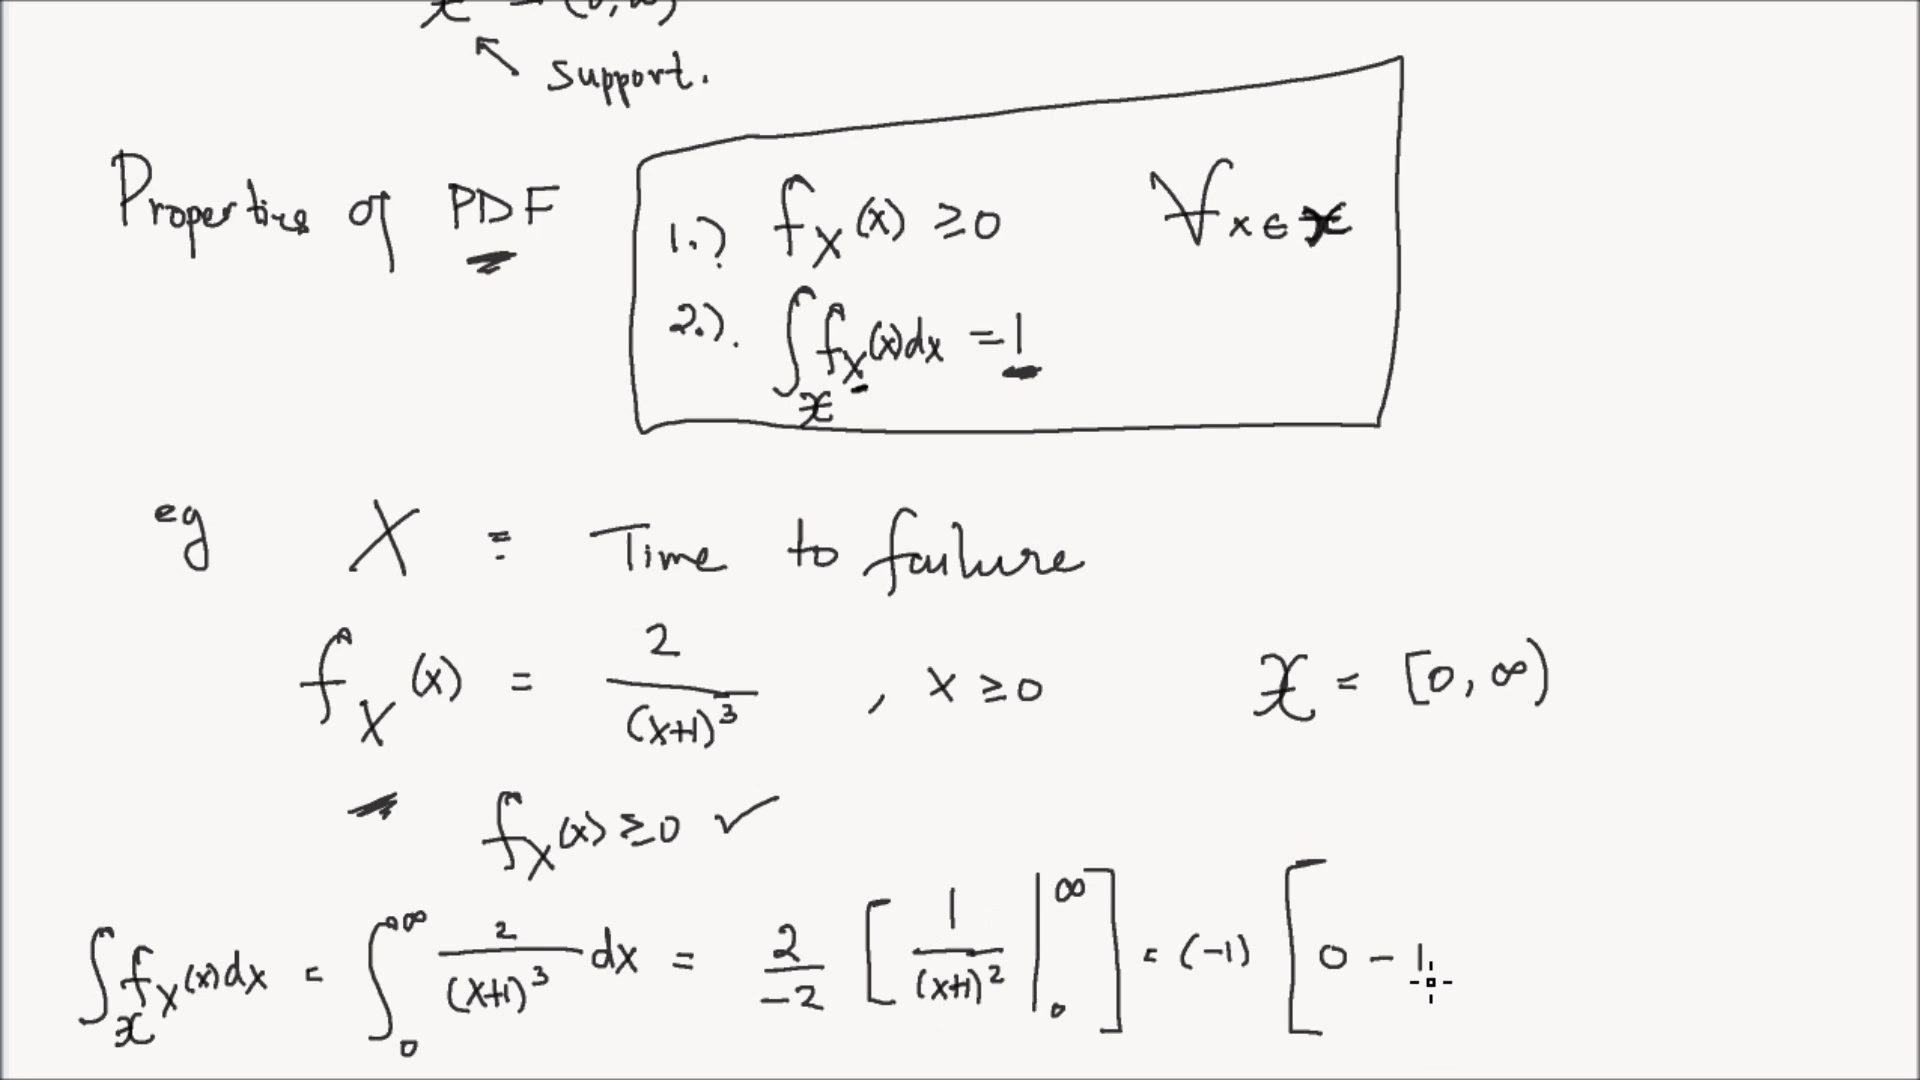 support.
Properties of PDF
1.) f_X(x) ≥ 0 ∀ x ∈ 𝒳
2.). ∫_𝒳 f_X(x)dx = 1
eg X = Time to failure
f_X(x) = 2/(x+1)^3 , x ≥ 0 𝒳 = [0, ∞)
f_X(x) ≥ 0 ✓
∫_𝒳 f_X(x)dx = ∫_0^∞ 2/(x+1)^3 dx = 2/-2 [ 1/(x+1)^2 |_0^∞ ] = (-1) [ 0 - 1